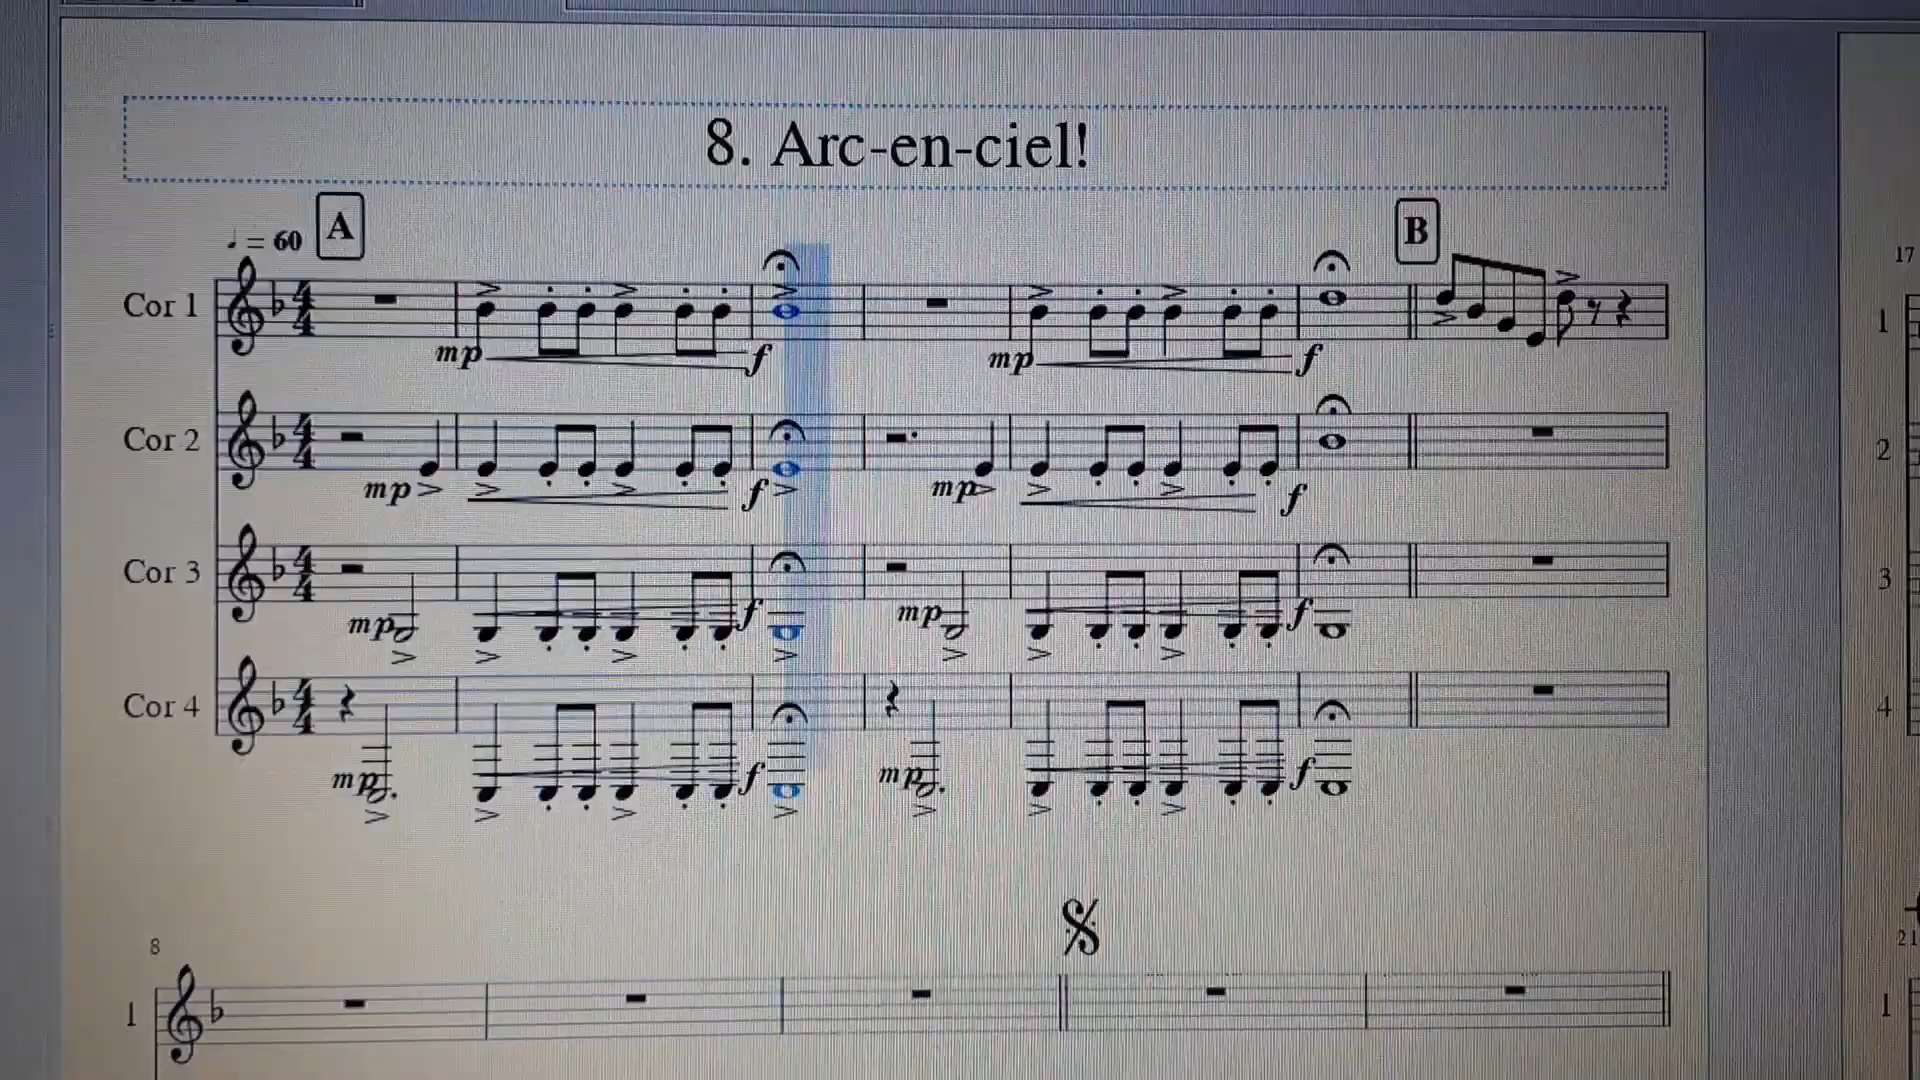 8. Arc-en-ciel!
♩ = 60
A
B
17
Cor 1
mp
f
mp
f
1
Cor 2
mp
f
mp
f
2
Cor 3
mp
f
mp
f
3
Cor 4
mp
f
mp
f
4
8
21
1
1